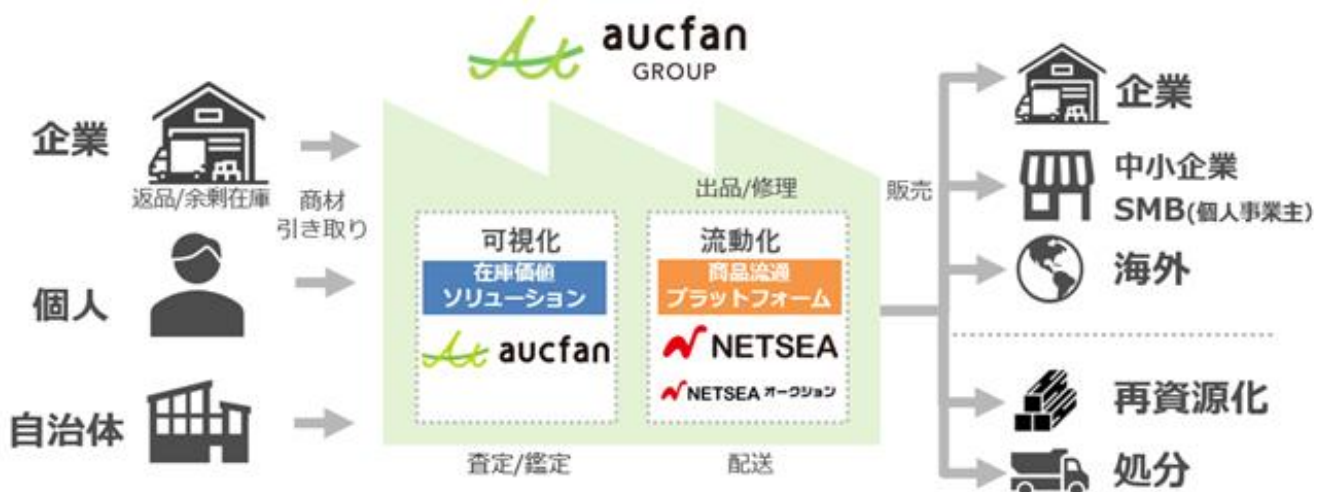 aucfan
GROUP
企業
返品/余剰在庫
商材
引き取り
個人
自治体
出品/修理
可視化
在庫価値
ソリューション
aucfan
流動化
商品流通
プラットフォーム
NETSEA
NETSEA オークション
査定/鑑定
配送
販売
企業
中小企業
SMB(個人事業主)
海外
再資源化
処分